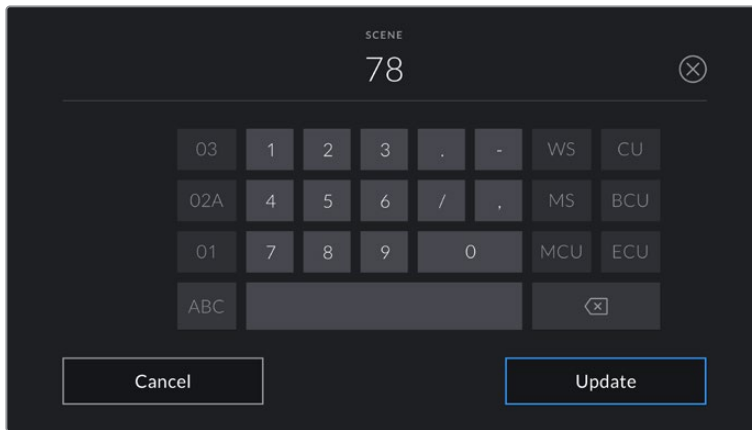 SCENE
78
03 1 2 3 . - WS CU
02A 4 5 6 / , MS BCU
01 7 8 9 0 MCU ECU
ABC
Cancel Update